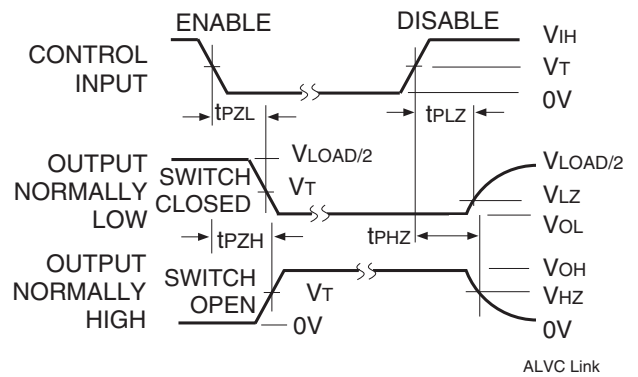 ENABLE
DISABLE
CONTROL
INPUT
VIH
VT
0V
tPZL
tPLZ
OUTPUT
NORMALLY
LOW
SWITCH
CLOSED
VLOAD/2
VT
VLOAD/2
VLZ
VOL
tPZH
tPHZ
OUTPUT
NORMALLY
HIGH
SWITCH
OPEN
VT
0V
VOH
VHZ
0V
ALVC Link